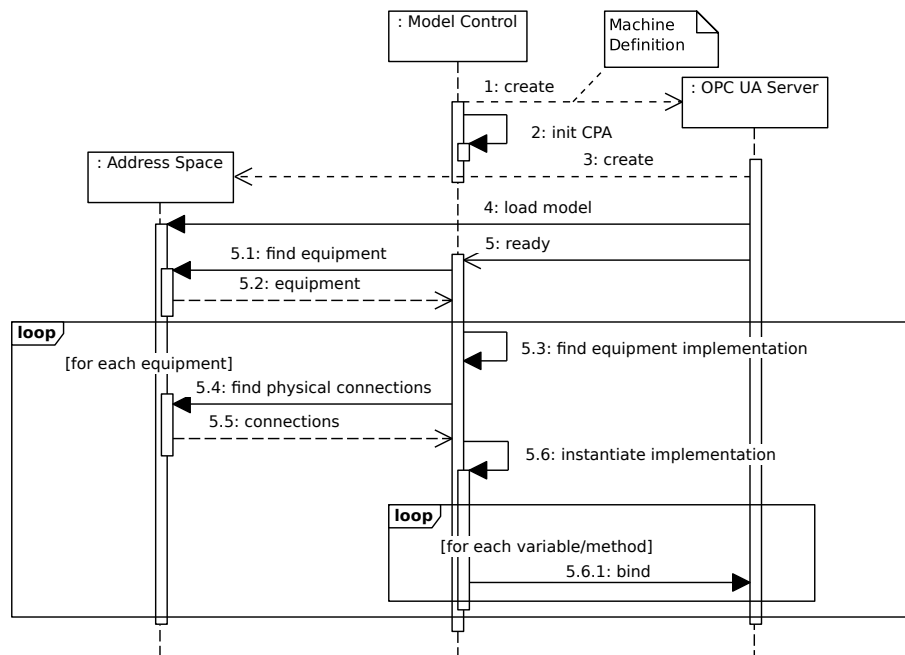 : Model Control
Machine
Definition
1: create
: OPC UA Server
2: init CPA
: Address Space
3: create
4: load model
5: ready
5.1: find equipment
5.2: equipment
loop
[for each equipment]
5.3: find equipment implementation
5.4: find physical connections
5.5: connections
5.6: instantiate implementation
loop
[for each variable/method]
5.6.1: bind